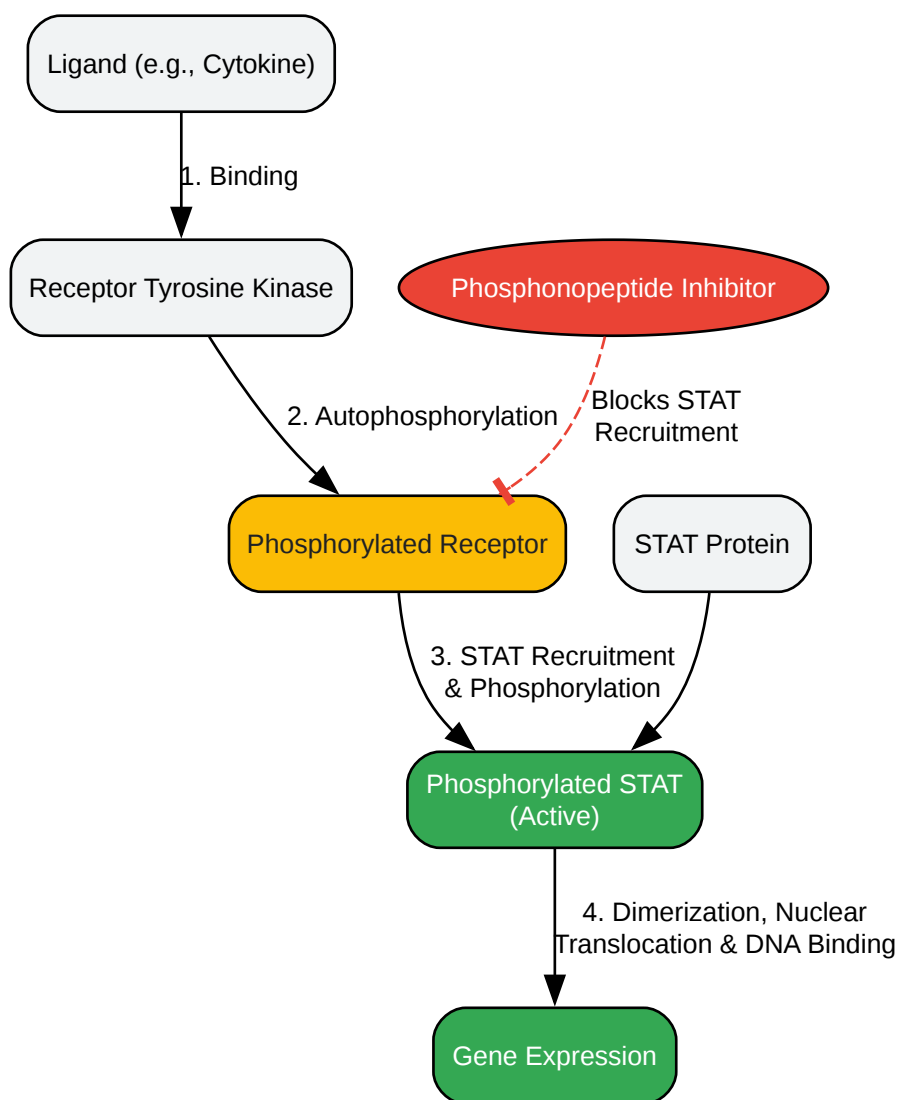 Ligand (e.g., Cytokine)
1. Binding
Receptor Tyrosine Kinase
Phosphonopeptide Inhibitor
2. Autophosphorylation
Blocks STAT
Recruitment
Phosphorylated Receptor
STAT Protein
3. STAT Recruitment
& Phosphorylation
Phosphorylated STAT
(Active)
4. Dimerization, Nuclear
Translocation & DNA Binding
Gene Expression